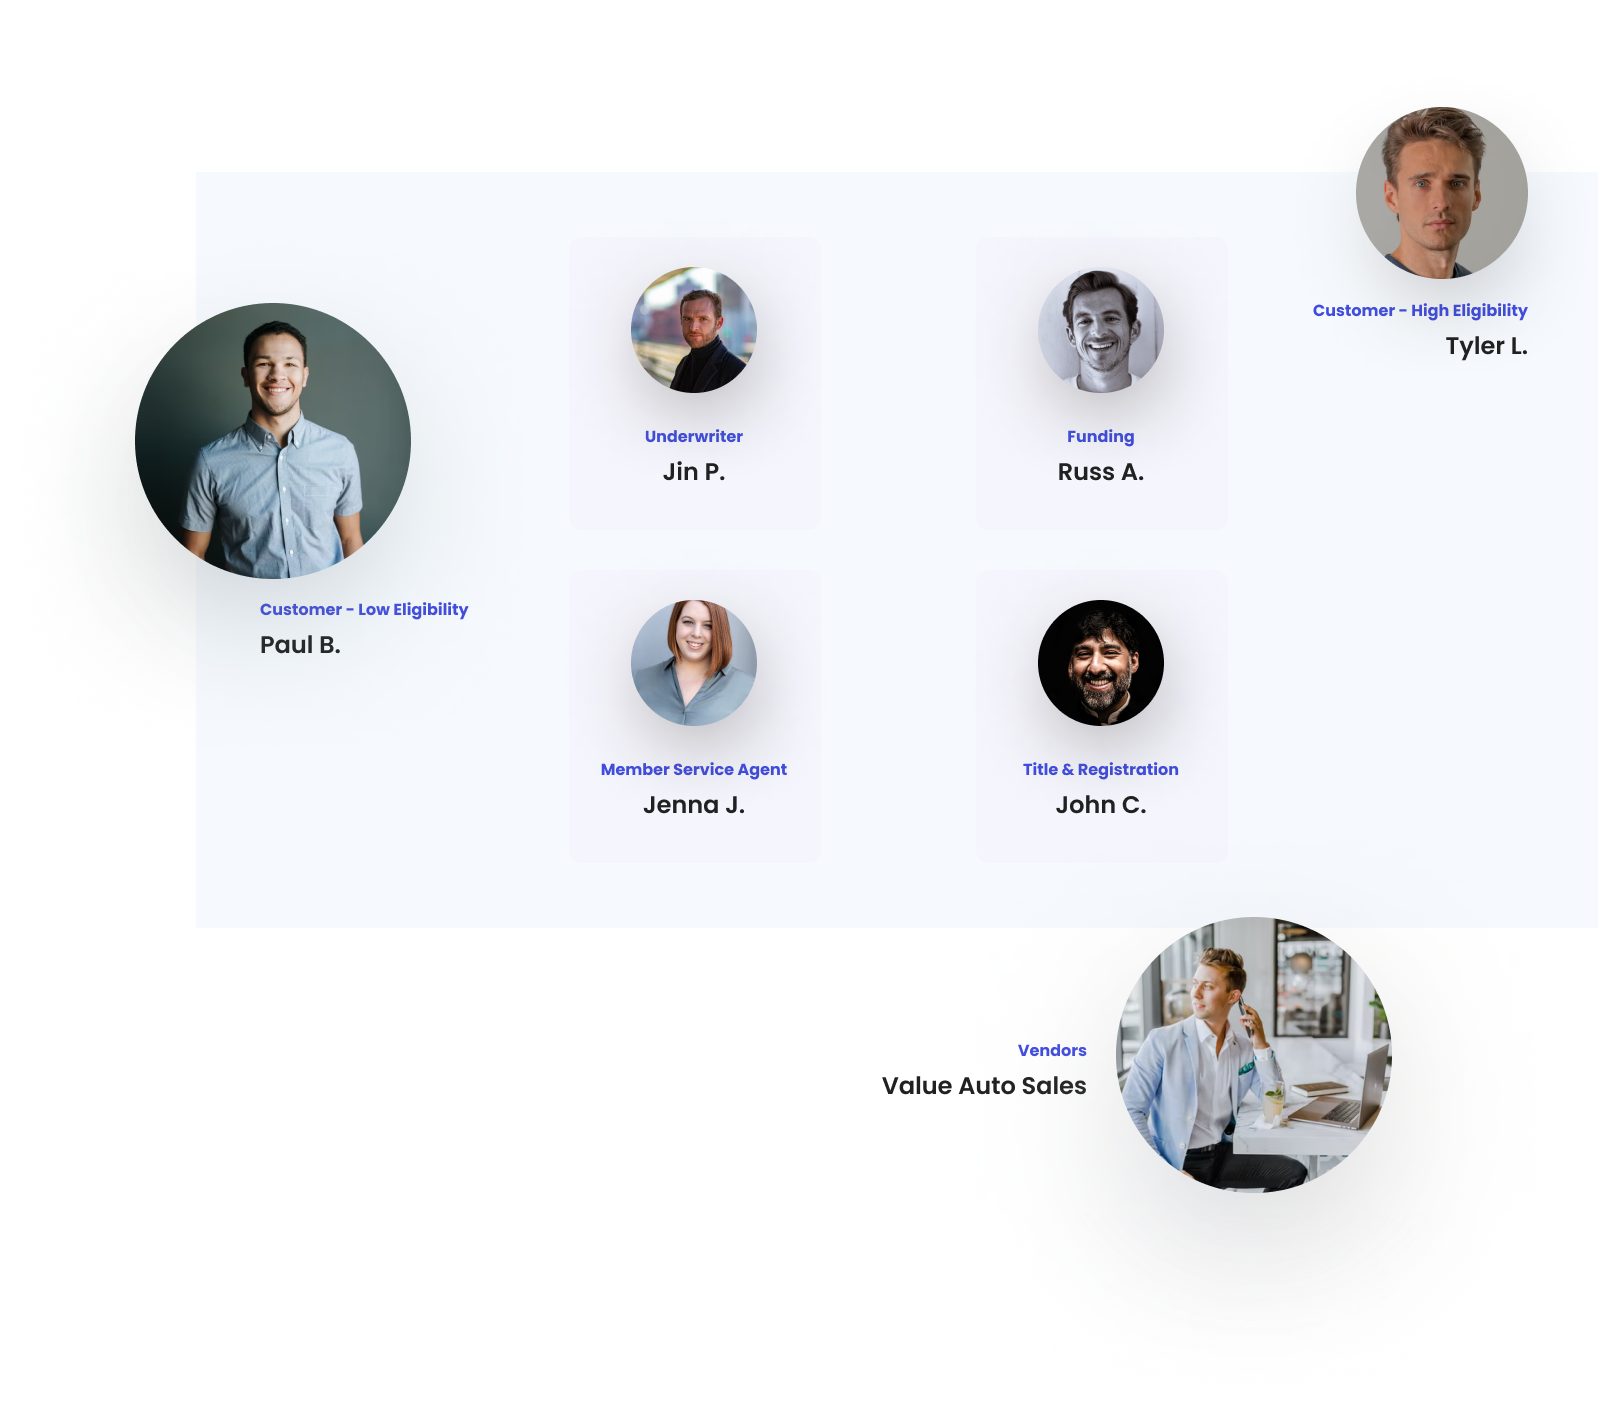 Customer - High Eligibility
Tyler L.
Underwriter
Jin P.
Funding
Russ A.
Customer - Low Eligibility
Paul B.
Member Service Agent
Jenna J.
Title & Registration
John C.
Vendors
Value Auto Sales